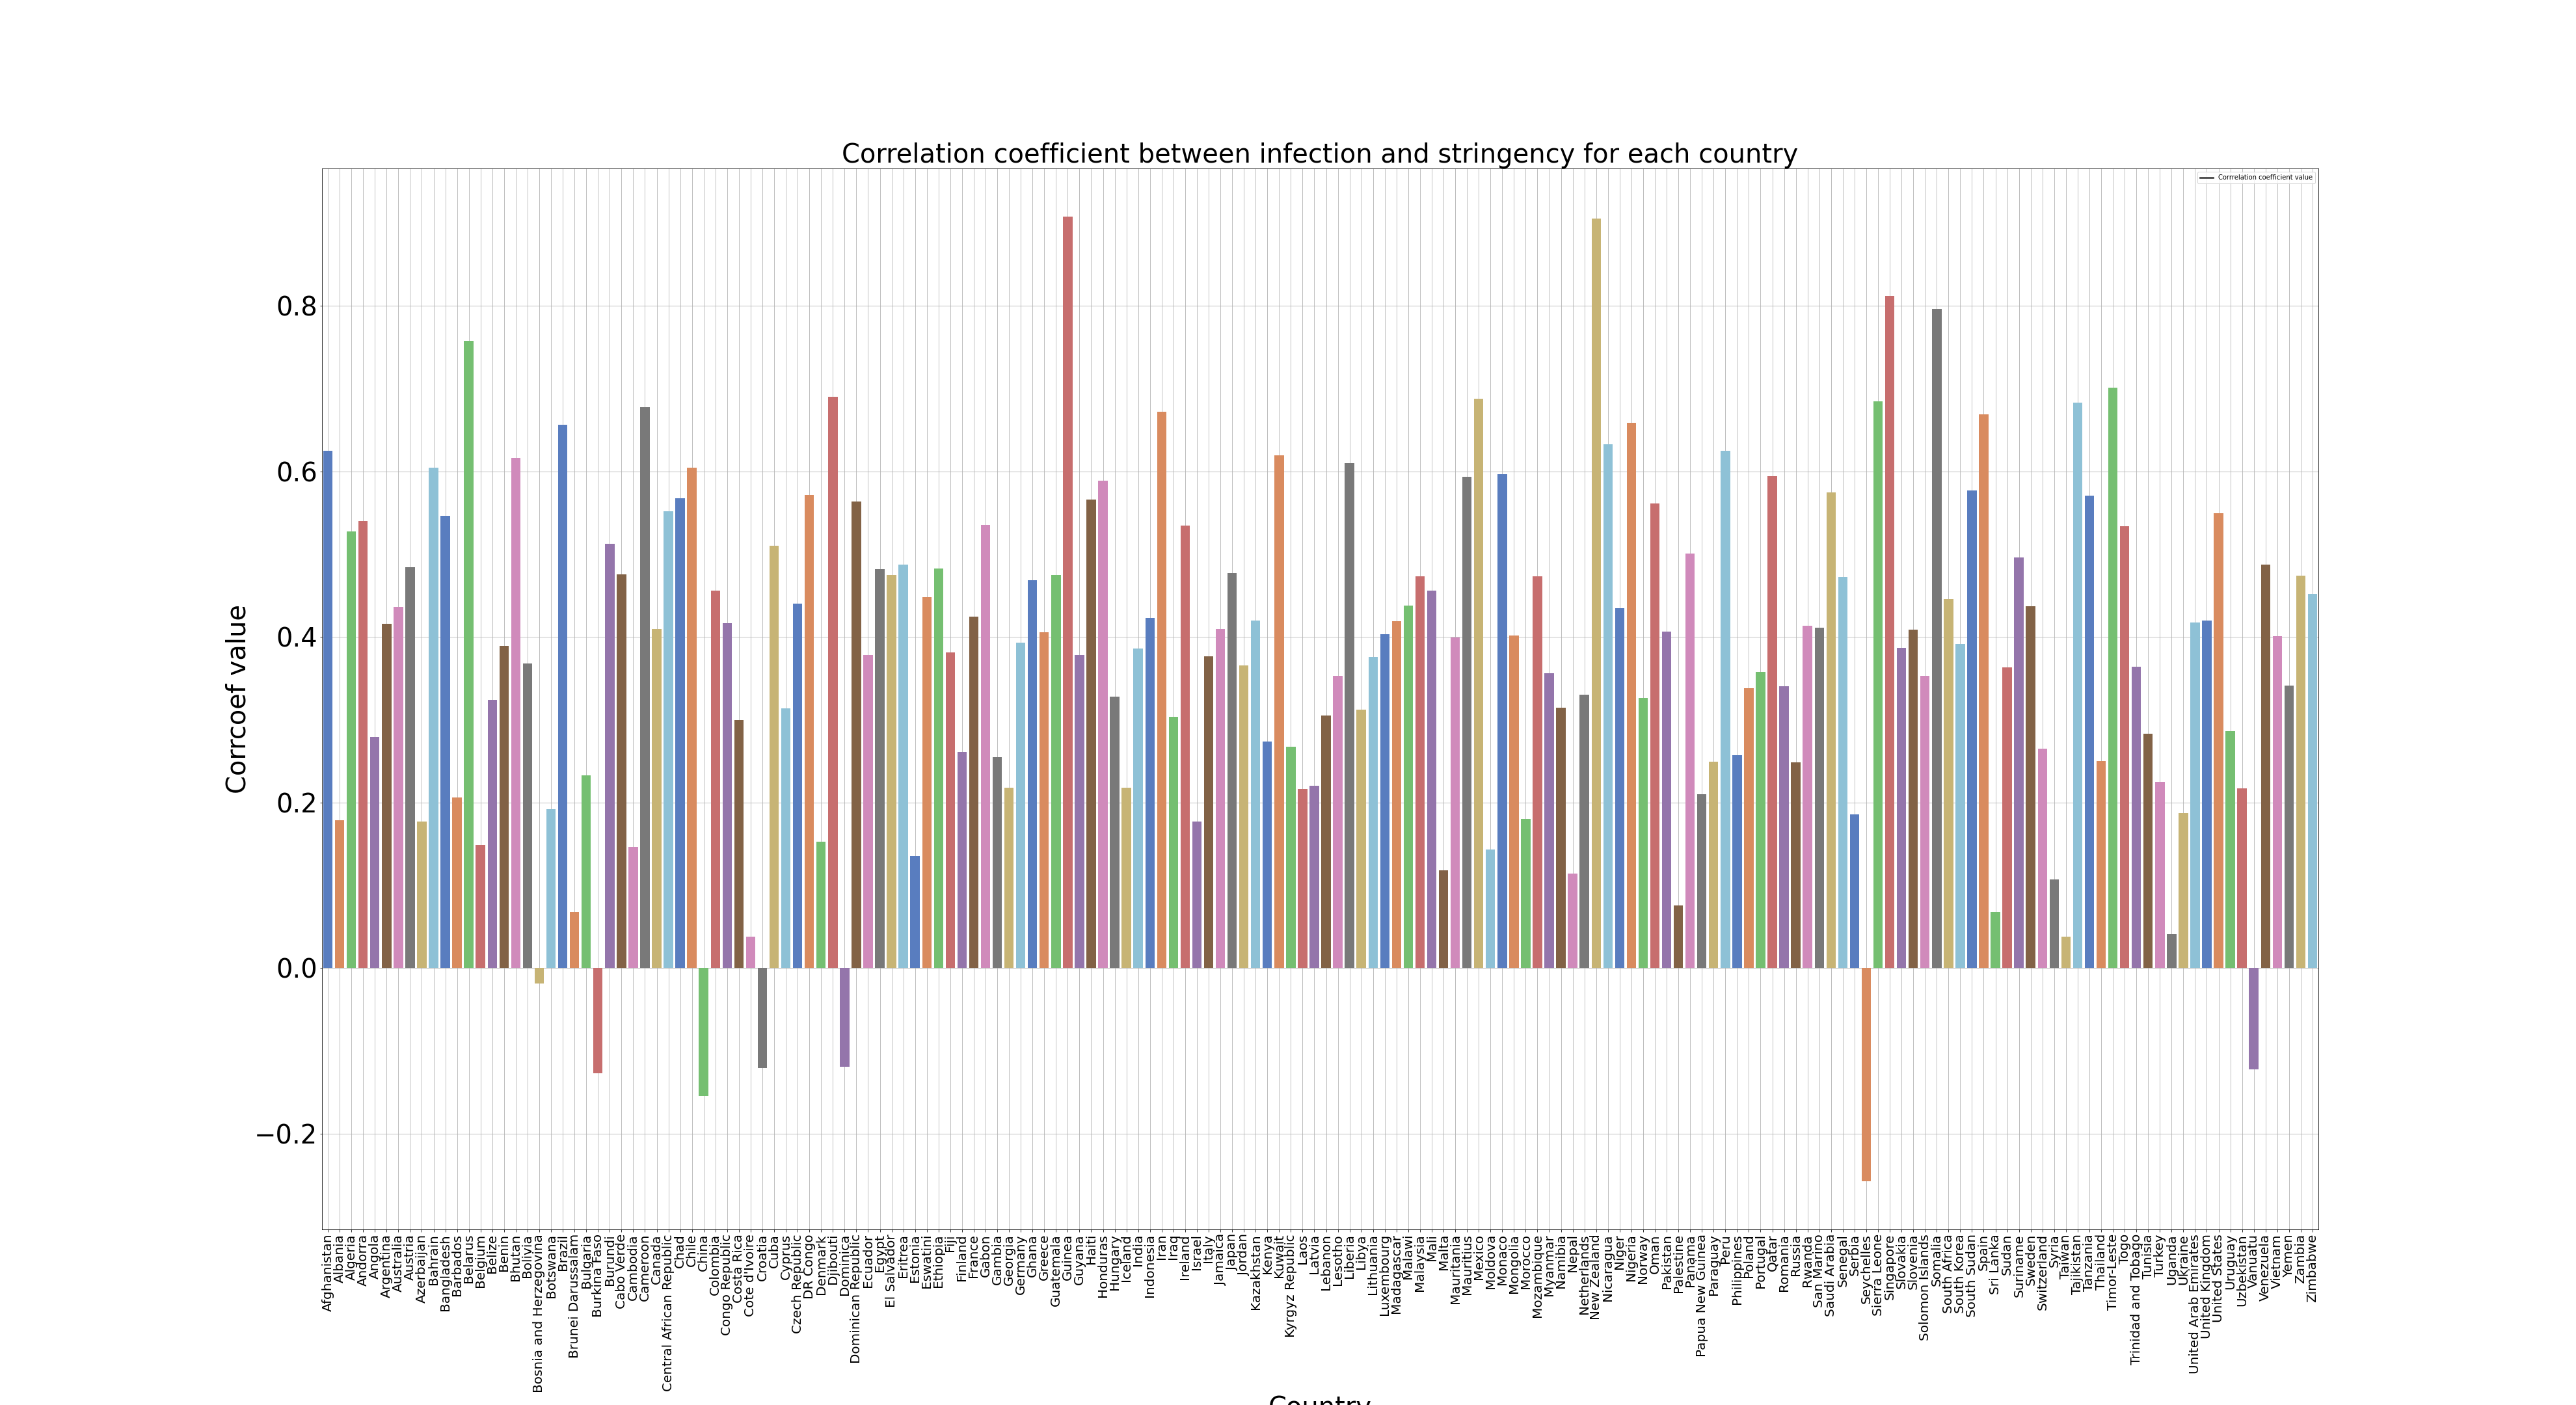 Correlation coefficient between infection and stringency for each country
Corrrelation coefficient value
Corrcoef value
0.8
0.6
0.4
0.2
0.0
−0.2
Afghanistan
Albania
Algeria
Andorra
Angola
Argentina
Australia
Austria
Azerbaijan
Bahrain
Bangladesh
Barbados
Belarus
Belgium
Belize
Benin
Bhutan
Bolivia
Bosnia and Herzegovina
Botswana
Brazil
Brunei Darussalam
Bulgaria
Burkina Faso
Burundi
Cabo Verde
Cambodia
Cameroon
Canada
Central African Republic
Chad
Chile
China
Colombia
Congo Republic
Costa Rica
Cote d'Ivoire
Croatia
Cuba
Cyprus
Czech Republic
DR Congo
Denmark
Djibouti
Dominica
Dominican Republic
Ecuador
Egypt
El Salvador
Eritrea
Estonia
Eswatini
Ethiopia
Fiji
Finland
France
Gabon
Gambia
Georgia
Germany
Ghana
Greece
Guatemala
Guinea
Guyana
Haiti
Honduras
Hungary
Iceland
India
Indonesia
Iran
Iraq
Ireland
Israel
Italy
Jamaica
Japan
Jordan
Kazakhstan
Kenya
Kuwait
Kyrgyz Republic
Laos
Latvia
Lebanon
Lesotho
Liberia
Libya
Lithuania
Luxembourg
Madagascar
Malawi
Malaysia
Mali
Malta
Mauritania
Mauritius
Mexico
Moldova
Monaco
Mongolia
Morocco
Mozambique
Myanmar
Namibia
Nepal
Netherlands
New Zealand
Nicaragua
Niger
Nigeria
Norway
Oman
Pakistan
Palestine
Panama
Papua New Guinea
Paraguay
Peru
Philippines
Poland
Portugal
Qatar
Romania
Russia
Rwanda
San Marino
Saudi Arabia
Senegal
Serbia
Seychelles
Sierra Leone
Singapore
Slovakia
Slovenia
Solomon Islands
Somalia
South Africa
South Korea
South Sudan
Spain
Sri Lanka
Sudan
Suriname
Sweden
Switzerland
Syria
Taiwan
Tajikistan
Tanzania
Thailand
Timor-Leste
Togo
Trinidad and Tobago
Tunisia
Turkey
Uganda
Ukraine
United Arab Emirates
United Kingdom
United States
Uruguay
Uzbekistan
Vanuatu
Venezuela
Vietnam
Yemen
Zambia
Zimbabwe
Country